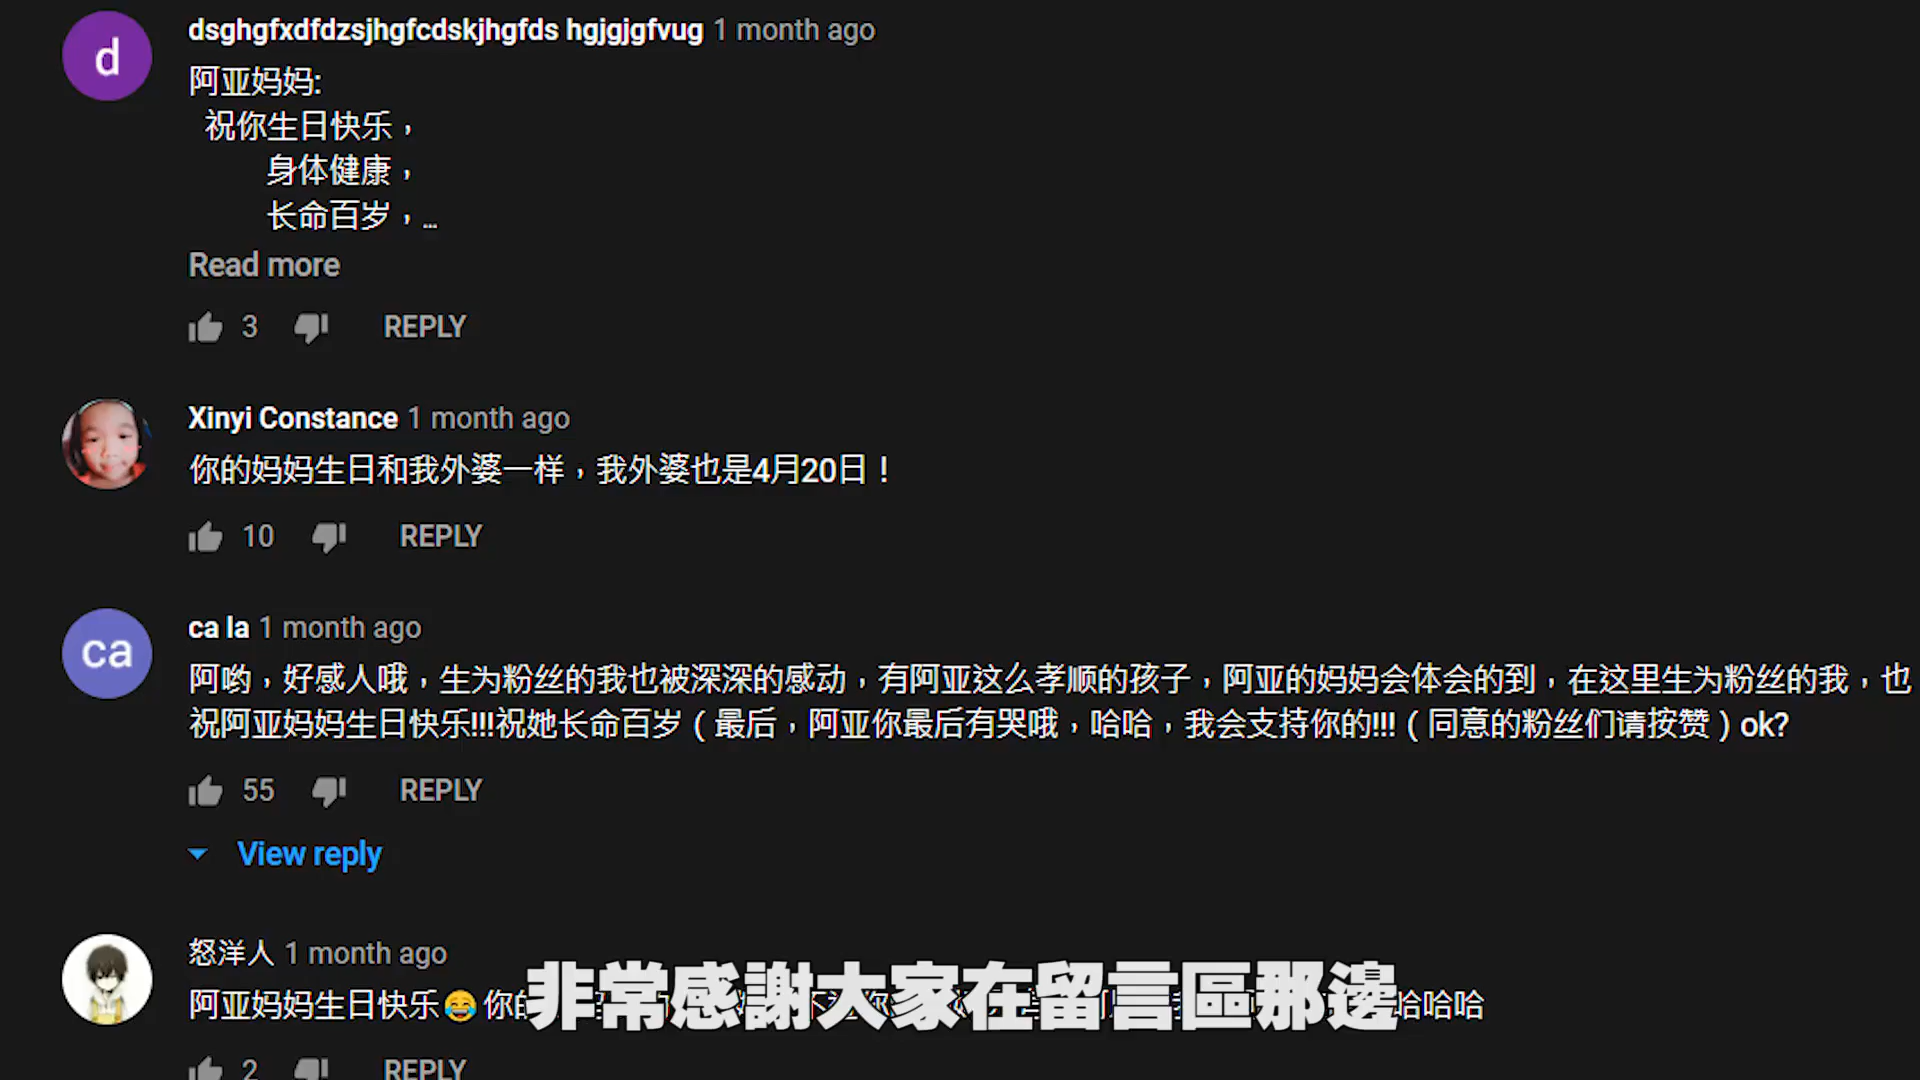 d
dsghgfxdfdzsjhgfcdskjhgfds hgjgjgfvug 1 month ago
阿亚妈妈:
祝你生日快乐，
身体健康，
长命百岁，...
Read more
3 REPLY
Xinyi Constance 1 month ago
你的妈妈生日和我外婆一样，我外婆也是4月20日！
10 REPLY
ca
ca la 1 month ago
阿哟，好感人哦，生为粉丝的我也被深深的感动，有阿亚这么孝顺的孩子，阿亚的妈妈会体会的到，在这里生为粉丝的我，也
祝阿亚妈妈生日快乐!!!祝她长命百岁（最后，阿亚你最后有哭哦，哈哈，我会支持你的!!!（同意的粉丝们请按赞）ok?
55 REPLY
View reply
怒洋人 1 month ago
阿亚妈妈生日快乐😂你的 哈哈哈
非常感謝大家在留言區那邊
2 REPLY